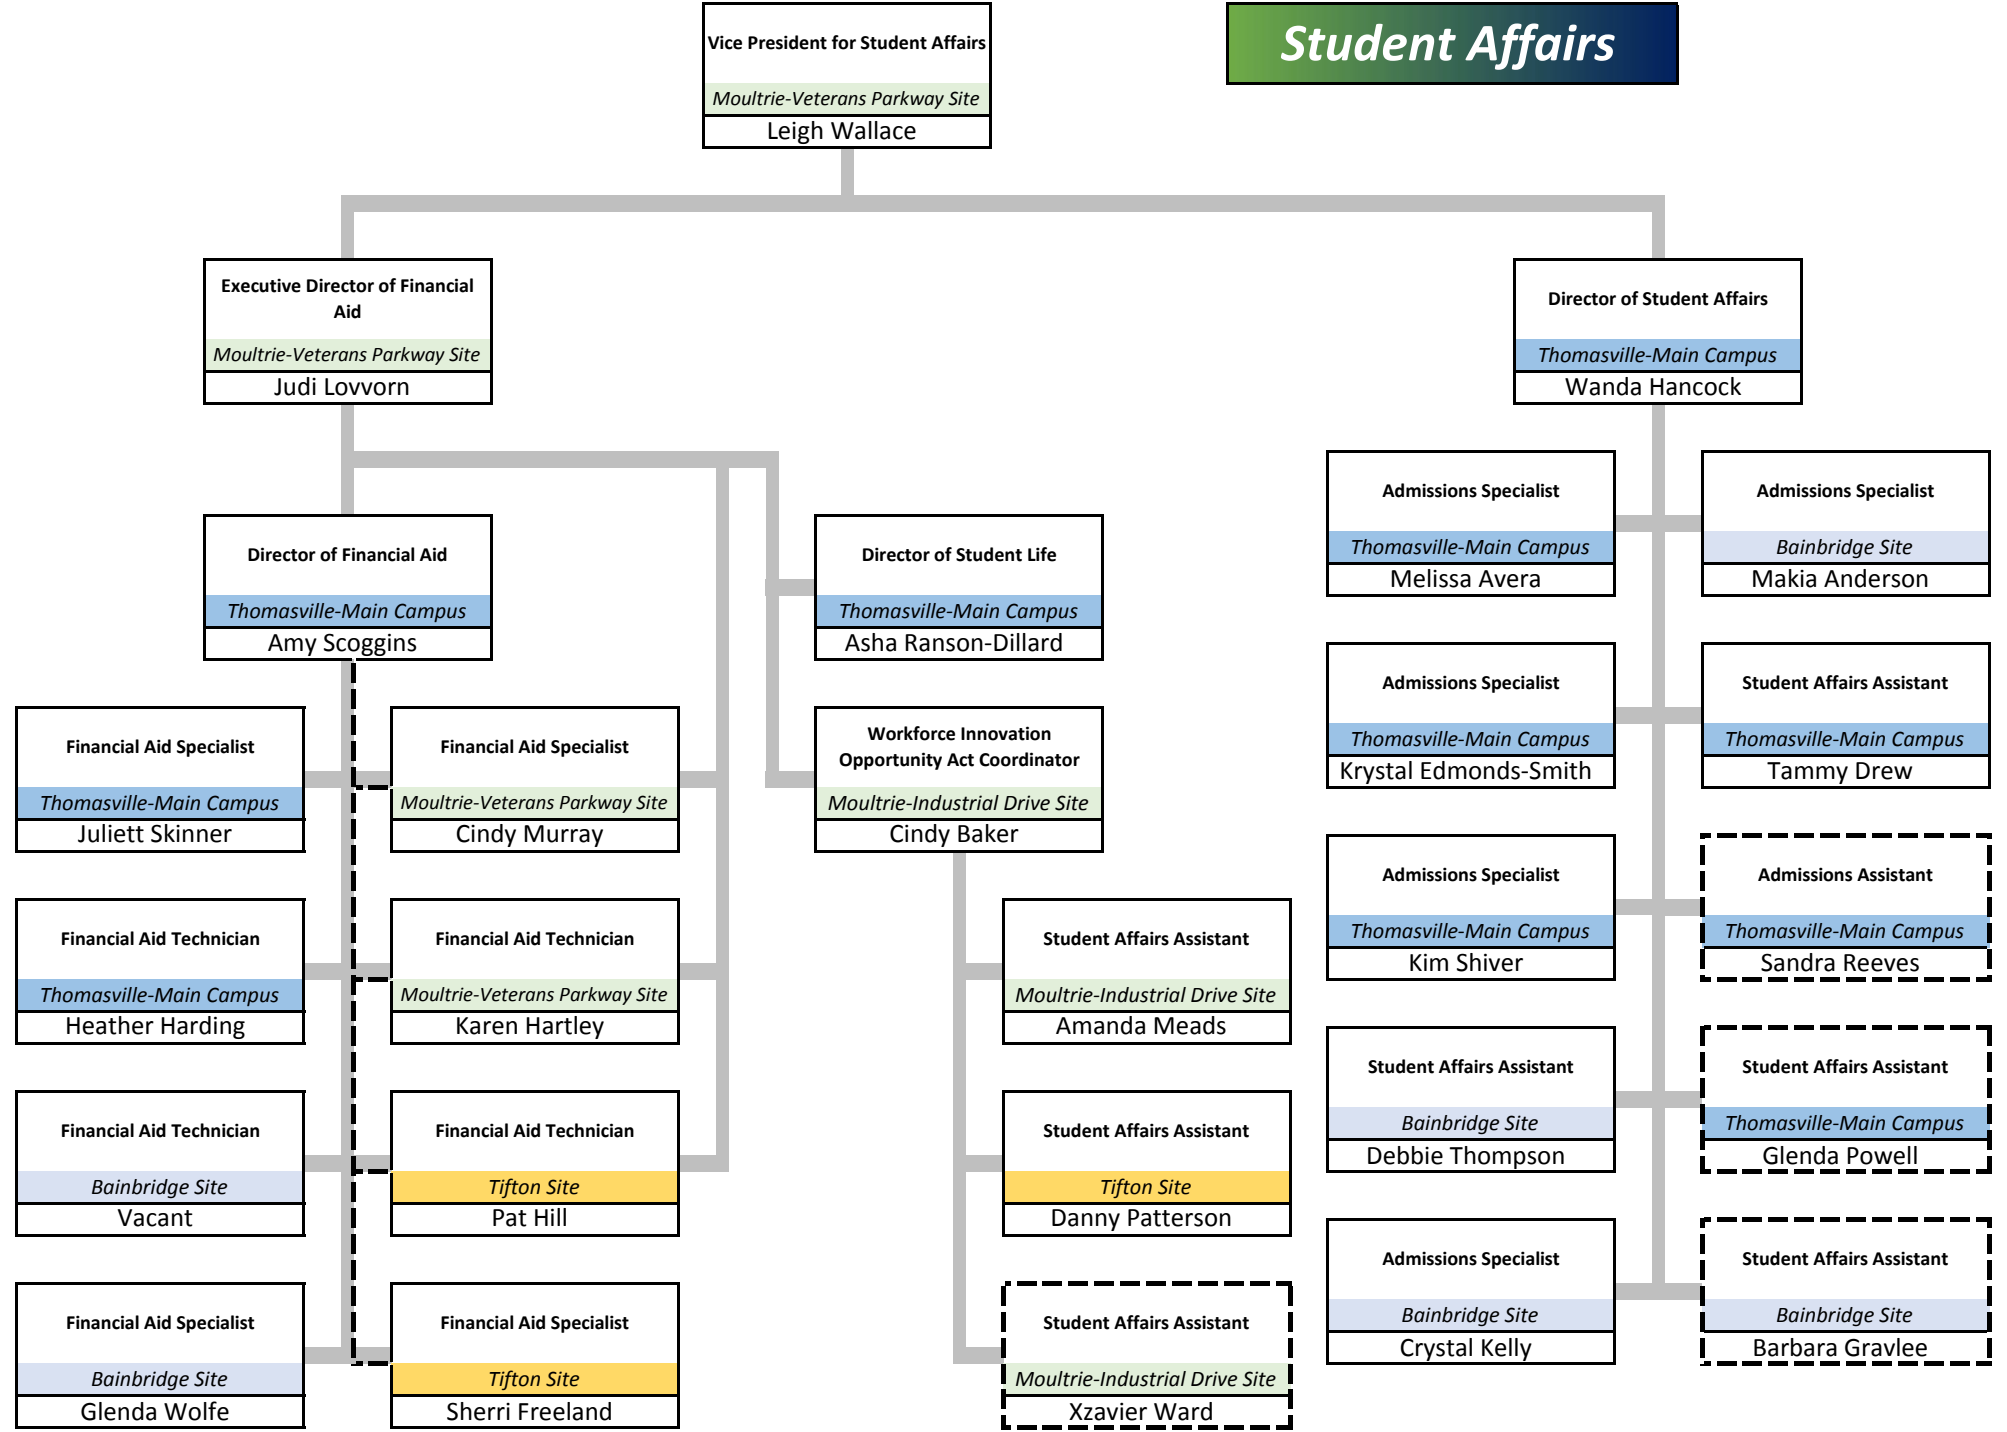 Vice President for Student Affairs
Moultrie-Veterans Parkway Site
Leigh Wallace
Student Affairs
Executive Director of Financial
Aid
Moultrie-Veterans Parkway Site
Judi Lovvorn
Director of Student Affairs
Thomasville-Main Campus
Wanda Hancock
Director of Financial Aid
Thomasville-Main Campus
Amy Scoggins
Director of Student Life
Thomasville-Main Campus
Asha Ranson-Dillard
Admissions Specialist
Thomasville-Main Campus
Melissa Avera
Admissions Specialist
Bainbridge Site
Makia Anderson
Financial Aid Specialist
Thomasville-Main Campus
Juliett Skinner
Financial Aid Specialist
Moultrie-Veterans Parkway Site
Cindy Murray
Workforce Innovation
Opportunity Act Coordinator
Moultrie-Industrial Drive Site
Cindy Baker
Admissions Specialist
Thomasville-Main Campus
Krystal Edmonds-Smith
Student Affairs Assistant
Thomasville-Main Campus
Tammy Drew
Financial Aid Technician
Thomasville-Main Campus
Heather Harding
Financial Aid Technician
Moultrie-Veterans Parkway Site
Karen Hartley
Student Affairs Assistant
Moultrie-Industrial Drive Site
Amanda Meads
Admissions Specialist
Thomasville-Main Campus
Kim Shiver
Admissions Assistant
Thomasville-Main Campus
Sandra Reeves
Financial Aid Technician
Bainbridge Site
Vacant
Financial Aid Technician
Tifton Site
Pat Hill
Student Affairs Assistant
Tifton Site
Danny Patterson
Student Affairs Assistant
Bainbridge Site
Debbie Thompson
Student Affairs Assistant
Thomasville-Main Campus
Glenda Powell
Financial Aid Specialist
Bainbridge Site
Glenda Wolfe
Financial Aid Specialist
Tifton Site
Sherri Freeland
Student Affairs Assistant
Moultrie-Industrial Drive Site
Xzavier Ward
Admissions Specialist
Bainbridge Site
Crystal Kelly
Student Affairs Assistant
Bainbridge Site
Barbara Gravlee